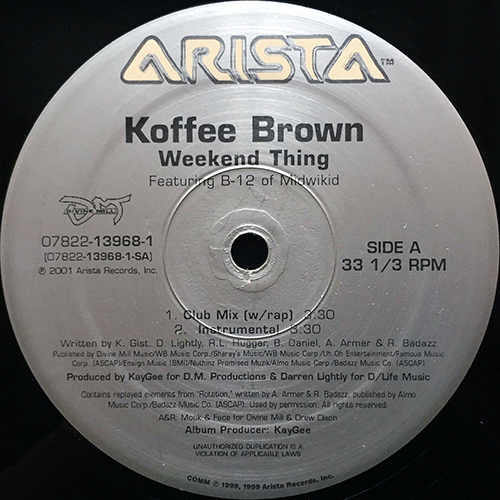 ARISTA™
Koffee Brown
Weekend Thing
Featuring B-12 of Midwikid
DIVINE MILL
07822-13968-1
(07822-13968-1-SA)
℗ 2001 Arista Records, Inc.
SIDE A
33 1/3 RPM
1. Club Mix (w/rap) 3:30
2. Instrumental 3:30
Written by K. Gist, D. Lightly, R.L. Huggar, B. Daniel, A. Armer & R. Badazz
Published by Divine Mill Music/WB Music Corp./Sharay's Music/WB Music Corp./Uh Oh Entertainment/Famous Music
Corp. (ASCAP)/Ensign Music (BMI)/Nuthinz Promised Muzik/Almo Music Corp./Badazz Music Co. (ASCAP)
Produced by KayGee for D.M. Productions & Darren Lightly for D/Life Music
Contains replayed elements from "Rotation," written by A. Armer & R. Badazz, published by Almo
Music Corp./Badazz Music Co. (ASCAP). Used by permission. All rights reserved.
A&R: Mook & Face for Divine Mill & Drew Dixon
Album Producer: KayGee
UNAUTHORIZED DUPLICATION IS A
VIOLATION OF APPLICABLE LAWS
COMM ℗ 1998, 1999 Arista Records, Inc.